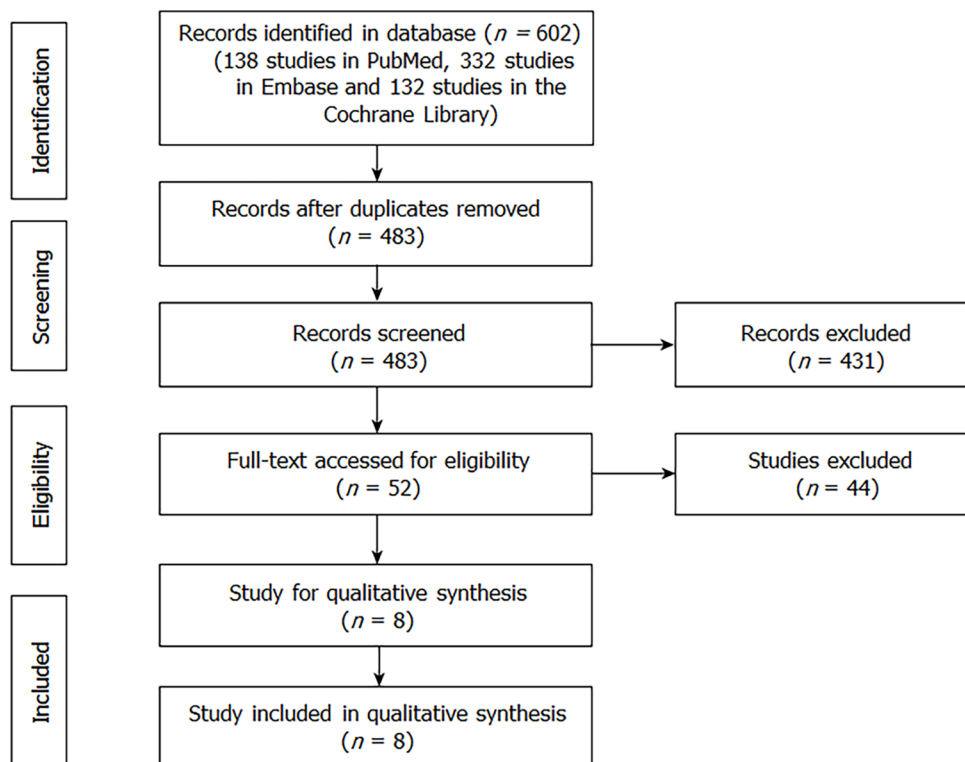 Identification
Records identified in database (n = 602)
(138 studies in PubMed, 332 studies
in Embase and 132 studies in the
Cochrane Library)
Records after duplicates removed
(n = 483)
Screening
Records screened
(n = 483)
Records excluded
(n = 431)
Eligibility
Full-text accessed for eligibility
(n = 52)
Studies excluded
(n = 44)
Included
Study for qualitative synthesis
(n = 8)
Study included in qualitative synthesis
(n = 8)